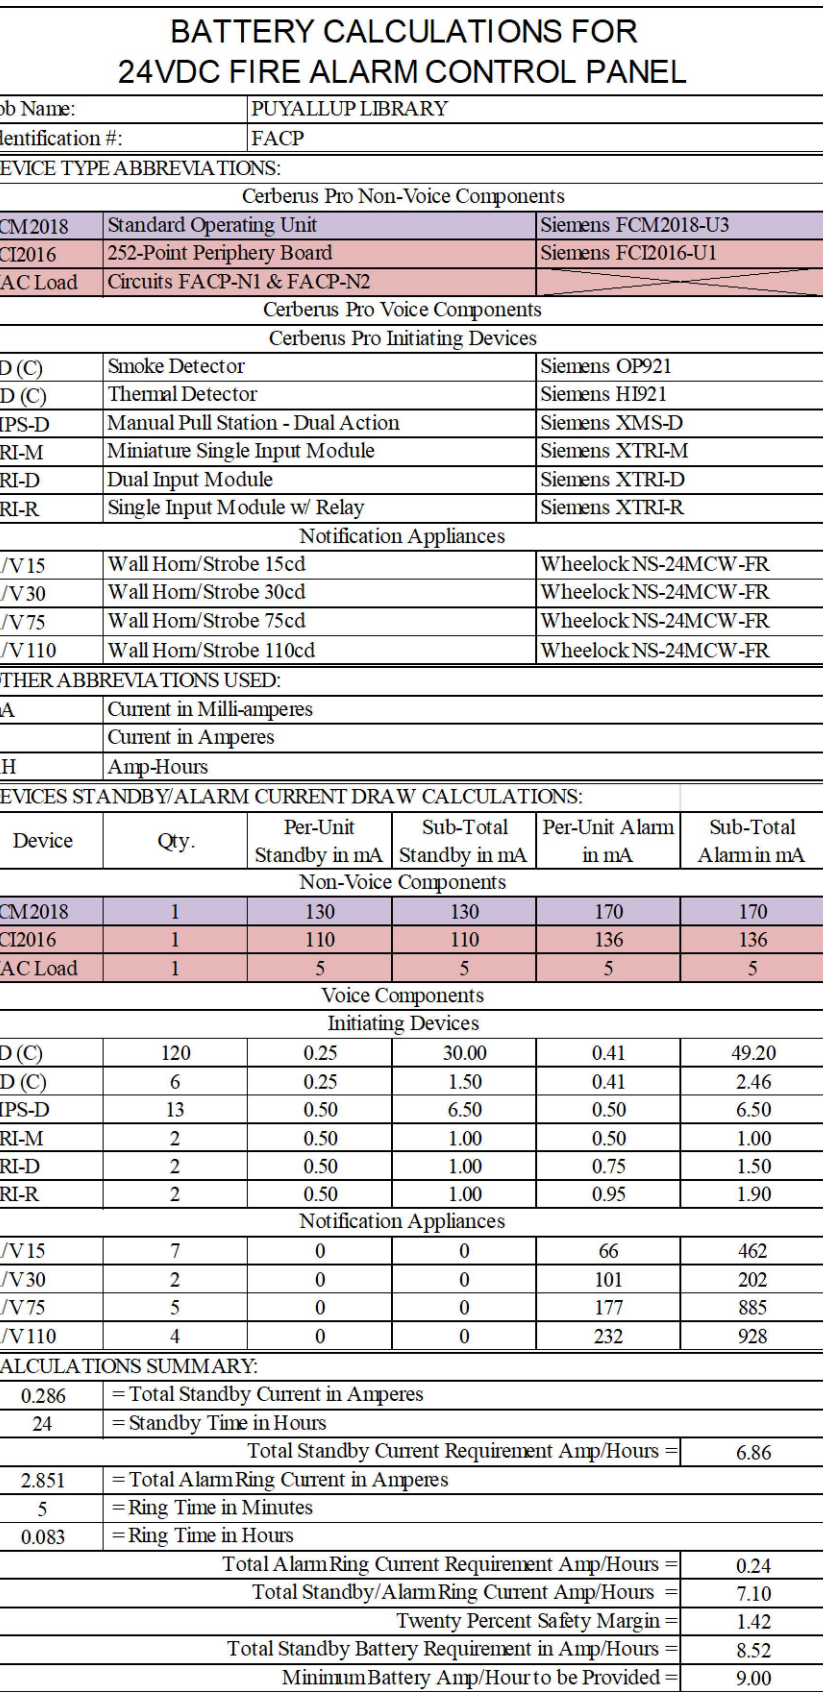 BATTERY CALCULATIONS FOR
24VDC FIRE ALARM CONTROL PANEL
ob Name: PUYALLUP LIBRARY
dentification #: FACP
EVICE TYPE ABBREVIATIONS:
Cerberus Pro Non-Voice Components
CM2018 Standard Operating Unit Siemens FCM2018-U3
CI2016 252-Point Periphery Board Siemens FCI2016-U1
AC Load Circuits FACP-N1 & FACP-N2
Cerberus Pro Voice Components
Cerberus Pro Initiating Devices
D (C) Smoke Detector Siemens OP921
D (C) Thermal Detector Siemens HI921
IPS-D Manual Pull Station - Dual Action Siemens XMS-D
RI-M Miniature Single Input Module Siemens XTRI-M
RI-D Dual Input Module Siemens XTRI-D
RI-R Single Input Module w/ Relay Siemens XTRI-R
Notification Appliances
/V15 Wall Horn/Strobe 15cd Wheelock NS-24MCW-FR
/V30 Wall Horn/Strobe 30cd Wheelock NS-24MCW-FR
/V75 Wall Horn/Strobe 75cd Wheelock NS-24MCW-FR
/V110 Wall Horn/Strobe 110cd Wheelock NS-24MCW-FR
THER ABBREVIATIONS USED:
A Current in Milli-amperes
Current in Amperes
H Amp-Hours
EVICES STANDBY/ALARM CURRENT DRAW CALCULATIONS:
Device Qty. Per-Unit Standby in mA Sub-Total Standby in mA Per-Unit Alarm in mA Sub-Total Alarm in mA
Non-Voice Components
CM2018 1 130 130 170 170
CI2016 1 110 110 136 136
AC Load 1 5 5 5 5
Voice Components
Initiating Devices
D (C) 120 0.25 30.00 0.41 49.20
D (C) 6 0.25 1.50 0.41 2.46
IPS-D 13 0.50 6.50 0.50 6.50
RI-M 2 0.50 1.00 0.50 1.00
RI-D 2 0.50 1.00 0.75 1.50
RI-R 2 0.50 1.00 0.95 1.90
Notification Appliances
/V15 7 0 0 66 462
/V30 2 0 0 101 202
/V75 5 0 0 177 885
/V110 4 0 0 232 928
ALCULATIONS SUMMARY:
0.286 = Total Standby Current in Amperes
24 = Standby Time in Hours
Total Standby Current Requirement Amp/Hours = 6.86
2.851 = Total Alarm Ring Current in Amperes
5 = Ring Time in Minutes
0.083 = Ring Time in Hours
Total Alarm Ring Current Requirement Amp/Hours = 0.24
Total Standby/Alarm Ring Current Amp/Hours = 7.10
Twenty Percent Safety Margin = 1.42
Total Standby Battery Requirement in Amp/Hours = 8.52
Minimum Battery Amp/Hour to be Provided = 9.00